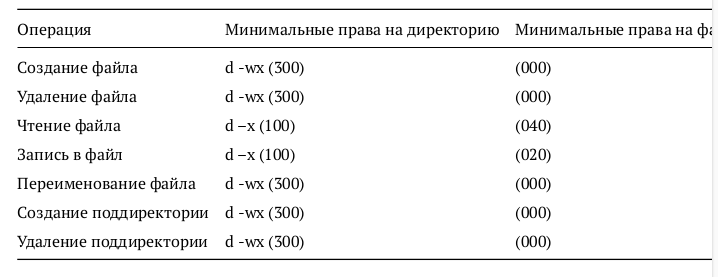 Операция Минимальные права на директорию Минимальные права на
Создание файла d -wx (300) (000)
Удаление файла d -wx (300) (000)
Чтение файла d –x (100) (040)
Запись в файл d –x (100) (020)
Переименование файла d -wx (300) (000)
Создание поддиректории d -wx (300) (000)
Удаление поддиректории d -wx (300) (000)